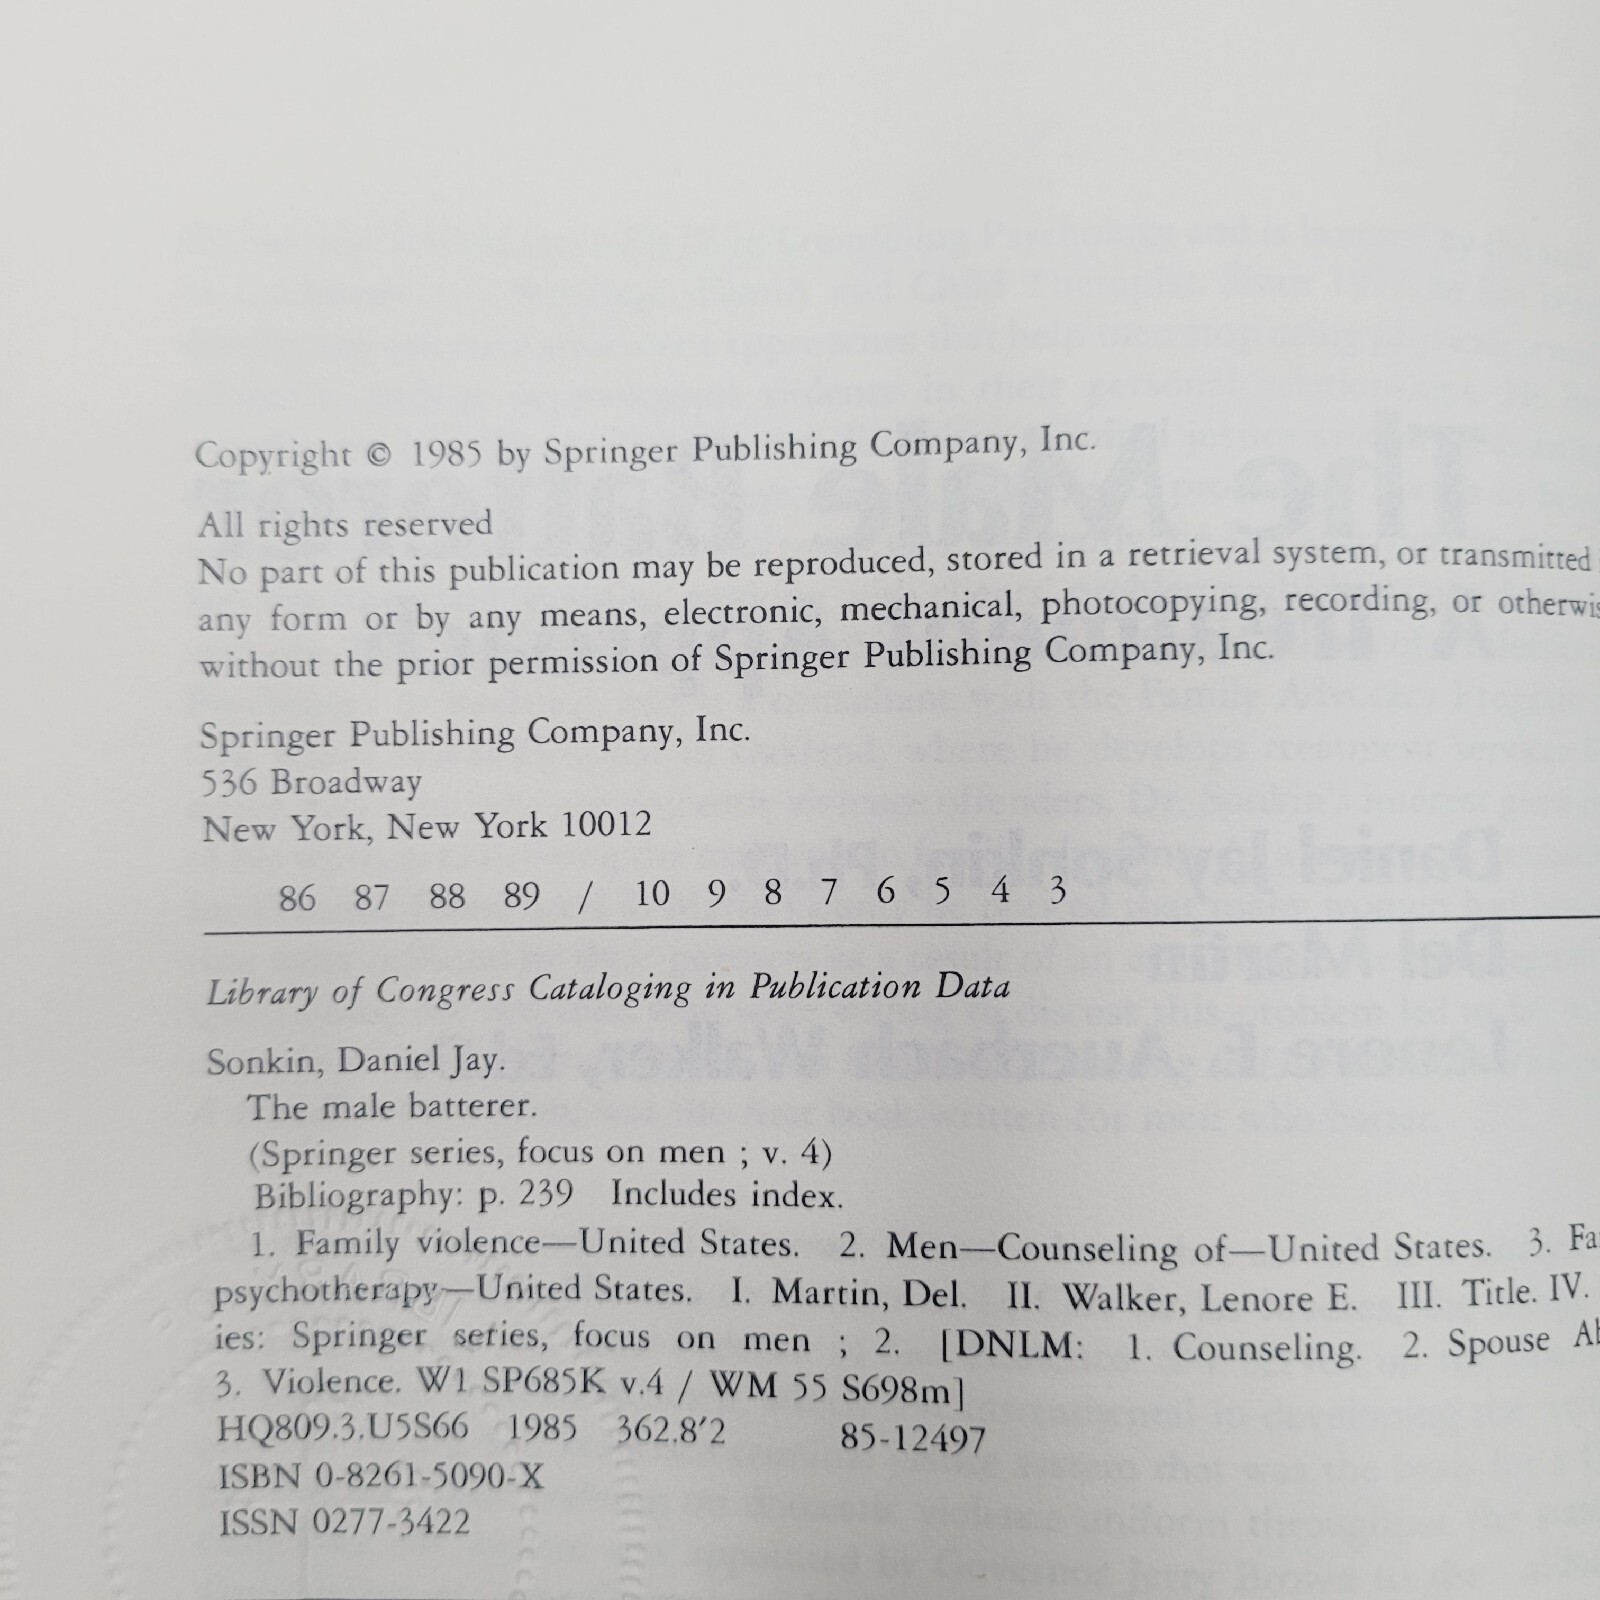 Copyright © 1985 by Springer Publishing Company, Inc.
All rights reserved
No part of this publication may be reproduced, stored in a retrieval system, or transmitted
any form or by any means, electronic, mechanical, photocopying, recording, or otherwis
without the prior permission of Springer Publishing Company, Inc.
Springer Publishing Company, Inc.
536 Broadway
New York, New York 10012
86 87 88 89 / 10 9 8 7 6 5 4 3
Library of Congress Cataloging in Publication Data
Sonkin, Daniel Jay.
The male batterer.
(Springer series, focus on men ; v. 4)
Bibliography: p. 239 Includes index.
1. Family violence—United States. 2. Men—Counseling of—United States. 3. Fa
psychotherapy—United States. I. Martin, Del. II. Walker, Lenore E. III. Title. IV.
ies: Springer series, focus on men ; 2. [DNLM: 1. Counseling. 2. Spouse Ab
3. Violence. W1 SP685K v.4 / WM 55 S698m]
HQ809.3.U5S66 1985 362.8'2 85-12497
ISBN 0-8261-5090-X
ISSN 0277-3422